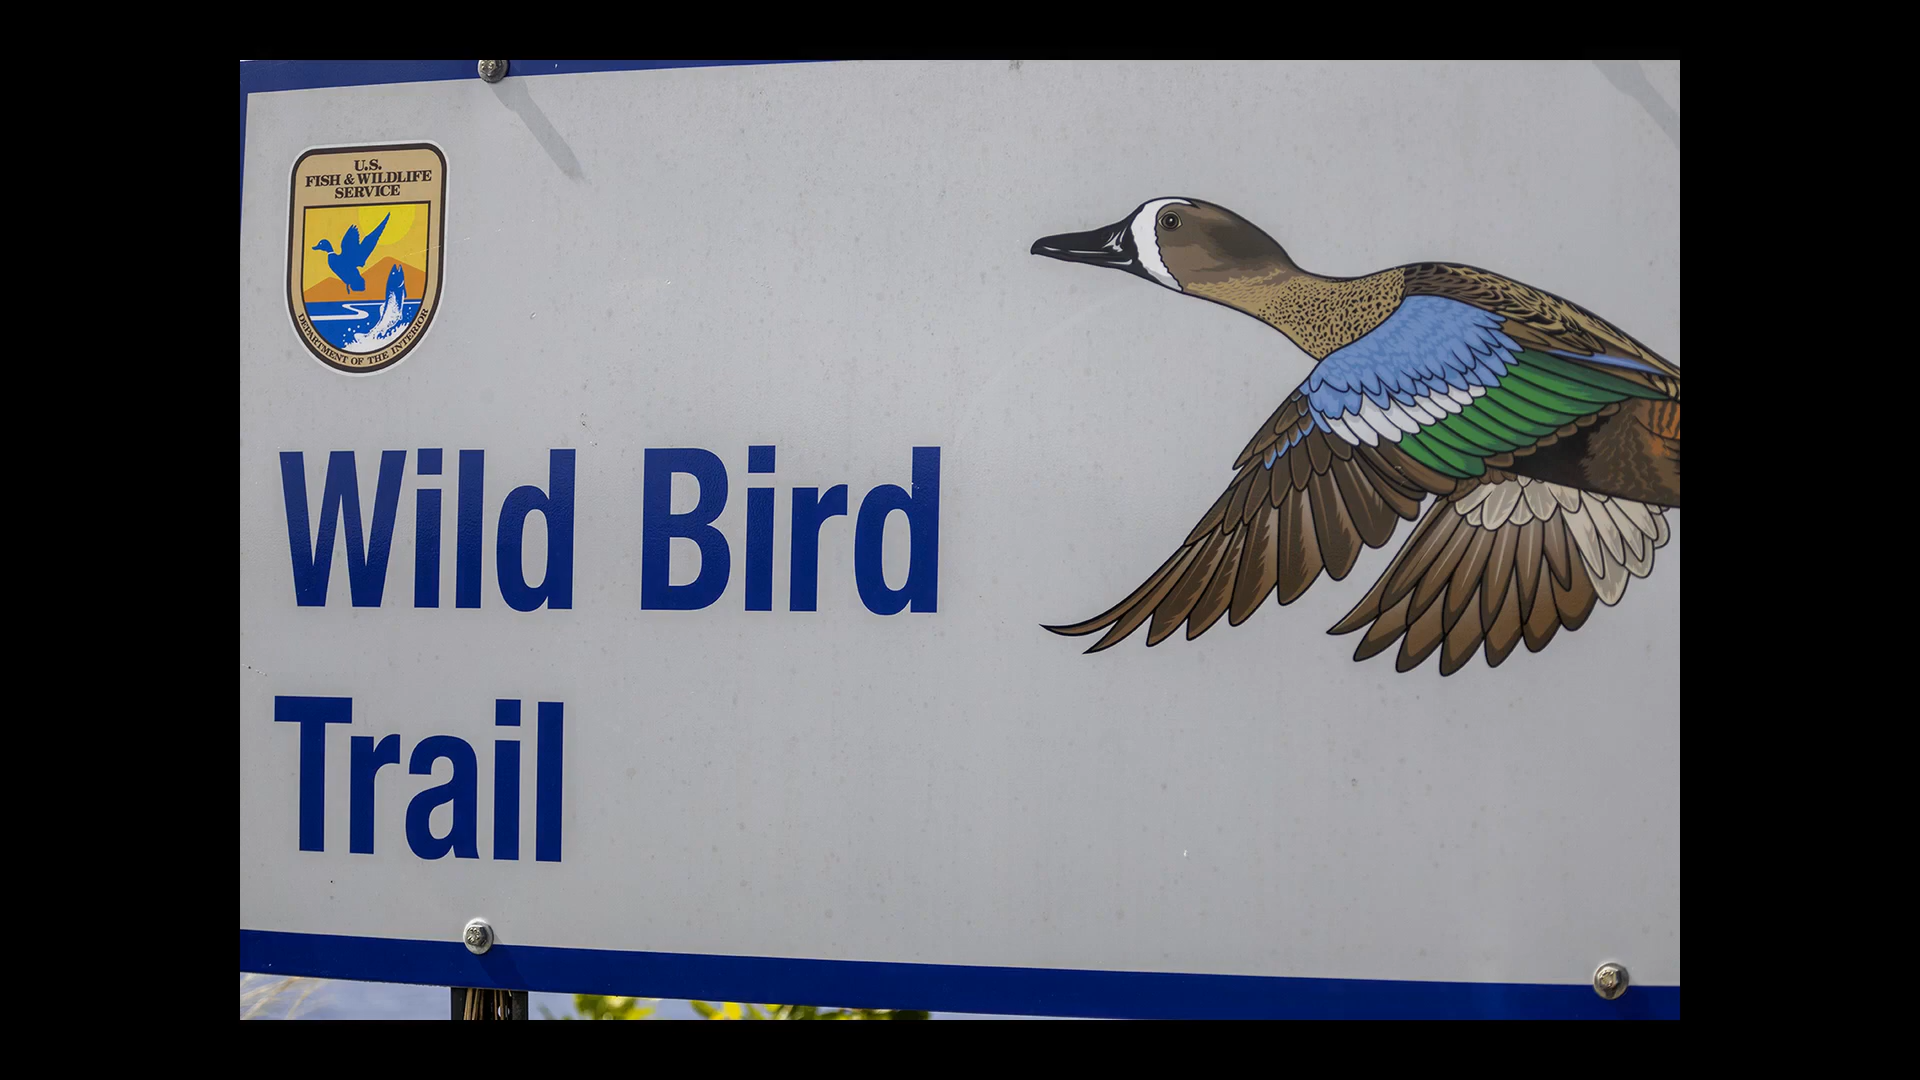 U.S.
FISH & WILDLIFE
SERVICE
DEPARTMENT OF THE INTERIOR
Wild Bird
Trail